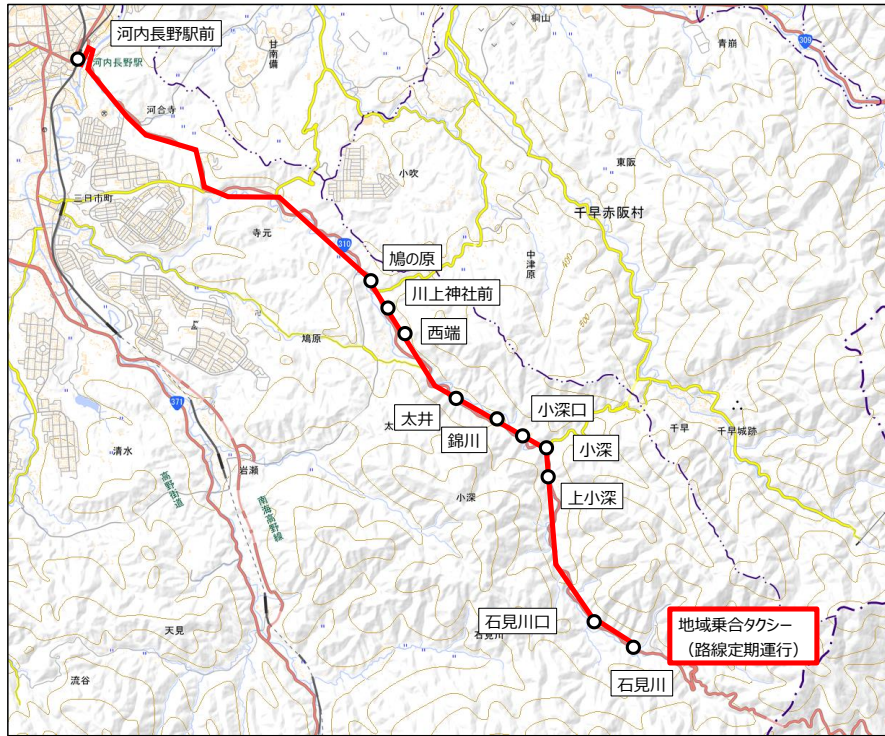 桐山
309
青崩
河内長野駅前
甘南備
河内長野駅
河合寺
小吹
東阪
三日市町
千早赤阪村
寺元
310
中津原
400
鳩の原
川上神社前
500
西端
鳩原
371
太井
小深口
錦川
小深
千早
千早城跡
清水
岩瀬
高野街道
南海高野線
小深
上小深
石見川口
地域乗合タクシー
（路線定期運行）
天見
石見川
流谷